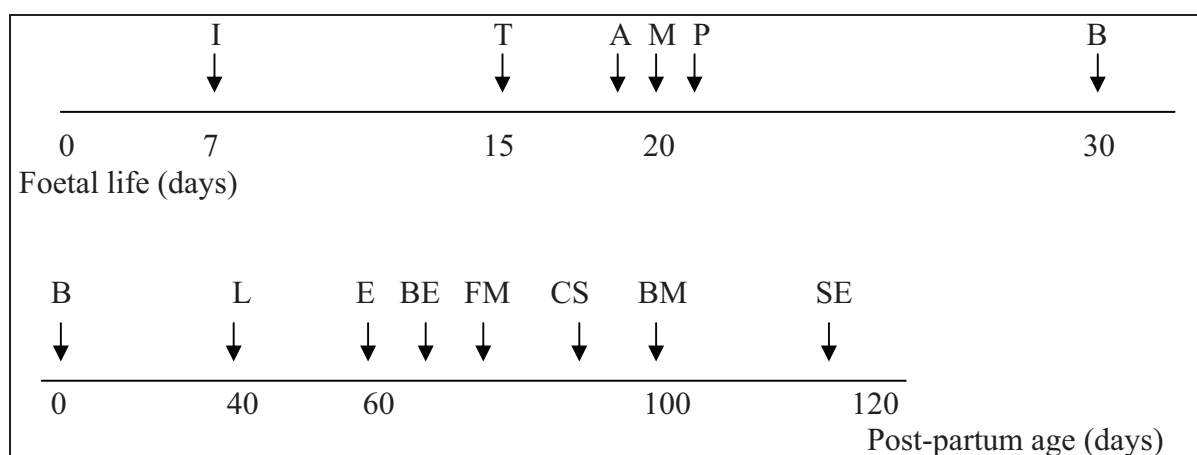 I T A M P B
0 7 15 20 30
Foetal life (days)
B L E BE FM CS BM SE
0 40 60 100 120
Post-partum age (days)